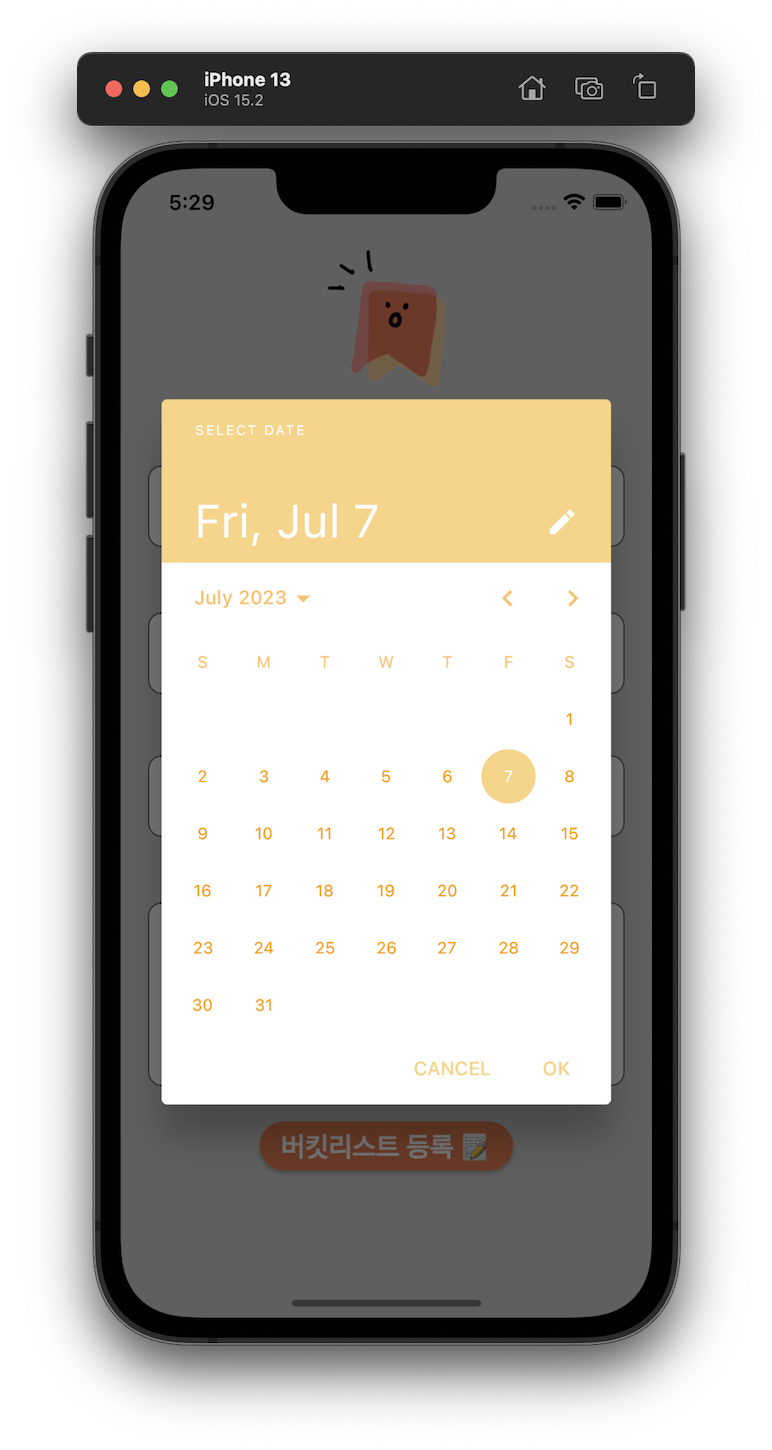 iPhone 13
iOS 15.2
5:29
SELECT DATE
Fri, Jul 7
July 2023
S M T W T F S
1
2 3 4 5 6 7 8
9 10 11 12 13 14 15
16 17 18 19 20 21 22
23 24 25 26 27 28 29
30 31
CANCEL OK
버킷리스트 등록 📝